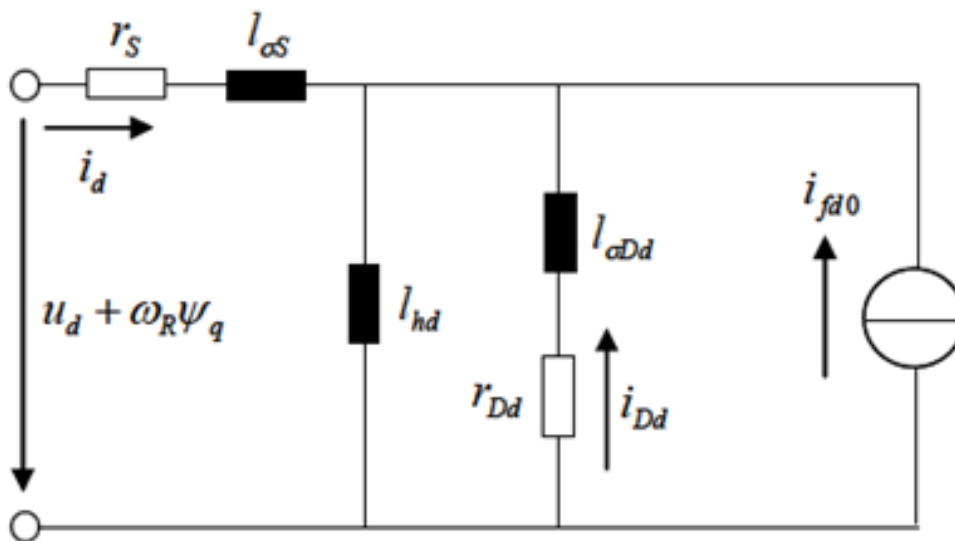 r_S l_σS
i_d
i_fd0
l_σDd
u_d + ω_R ψ_q
l_hd
r_Dd
i_Dd